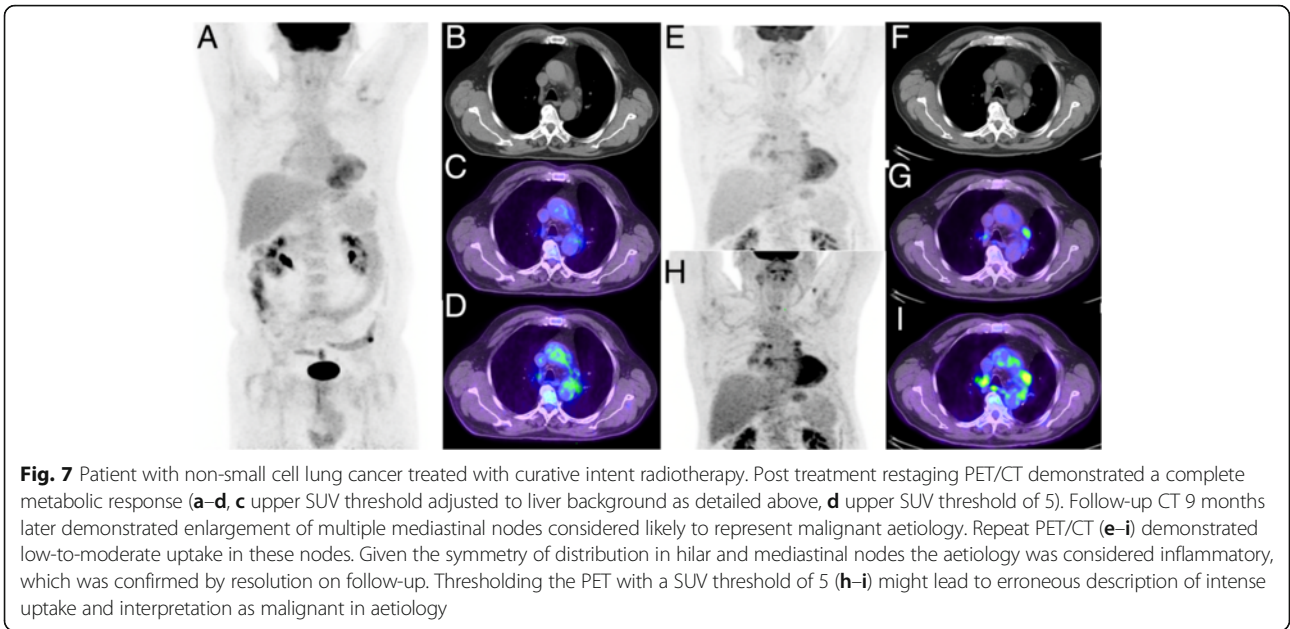 A
B
C
D
E
F
G
H
I
Fig. 7 Patient with non-small cell lung cancer treated with curative intent radiotherapy. Post treatment restaging PET/CT demonstrated a complete
metabolic response (a–d, c upper SUV threshold adjusted to liver background as detailed above, d upper SUV threshold of 5). Follow-up CT 9 months
later demonstrated enlargement of multiple mediastinal nodes considered likely to represent malignant aetiology. Repeat PET/CT (e–i) demonstrated
low-to-moderate uptake in these nodes. Given the symmetry of distribution in hilar and mediastinal nodes the aetiology was considered inflammatory,
which was confirmed by resolution on follow-up. Thresholding the PET with a SUV threshold of 5 (h–i) might lead to erroneous description of intense
uptake and interpretation as malignant in aetiology